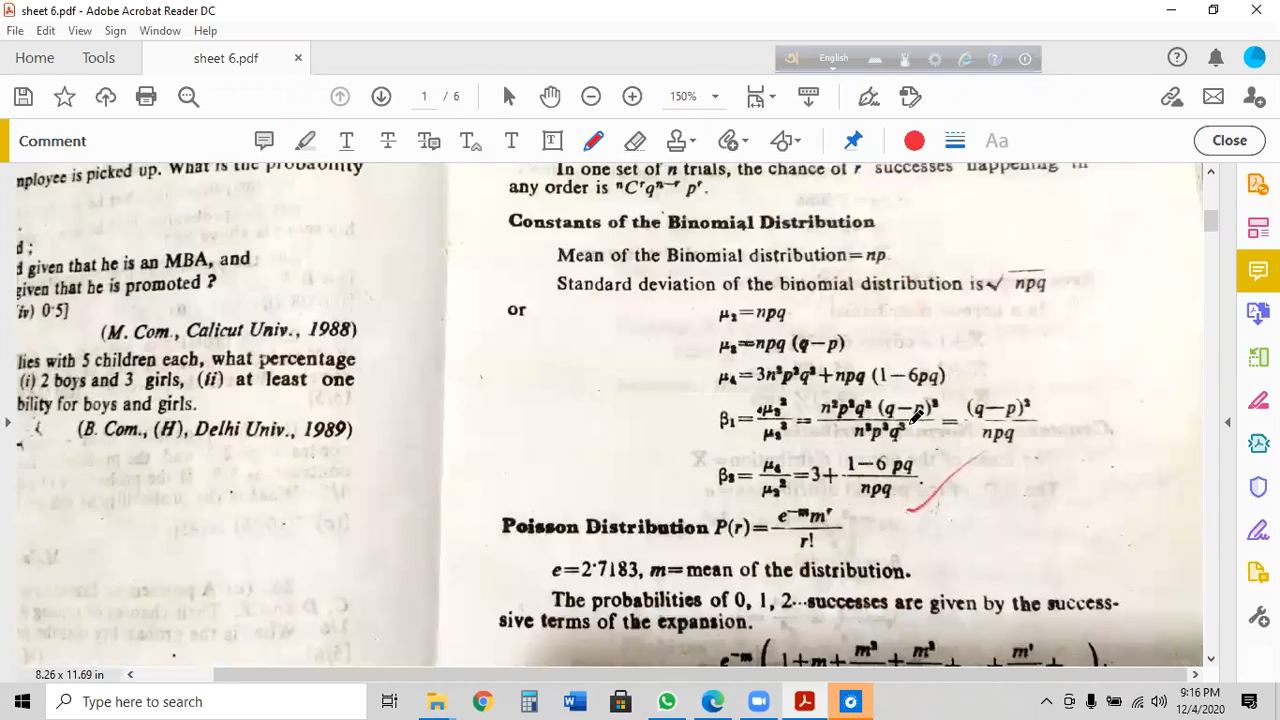 sheet 6.pdf - Adobe Acrobat Reader DC
File Edit View Sign Window Help
Home Tools sheet 6.pdf ×
English
1 / 6
150%
Comment
Aa
Close
nployee is picked up. What is the probability
d ;
d given that he is an MBA, and
given that he is promoted ?
iv) 0·5]
(M. Com., Calicut Univ., 1988)
lies with 5 children each, what percentage
(i) 2 boys and 3 girls, (ii) at least one
bility for boys and girls.
(B. Com., (H), Delhi Univ., 1989)
In one set of n trials, the chance of r successes happening in
any order is ⁿCʳqⁿ⁻ʳ pʳ.
Constants of the Binomial Distribution
Mean of the Binomial distribution=np
Standard deviation of the binomial distribution is √npq
or
μ₂=npq
μ₃=npq (q−p)
μ₄=3n²p²q²+npq (1−6pq)
β₁= μ₃²/μ₂³ = n²p²q² (q−p)²/n³p³q³ = (q−p)²/npq
β₂= μ₄/μ₂² =3+ 1−6 pq/npq.
Poisson Distribution P(r)= e⁻ᵐmʳ/r!
e=2·7183, m=mean of the distribution.
The probabilities of 0, 1, 2...successes are given by the success-
sive terms of the expansion.
e⁻ᵐ (1+m+
8.26 x 11.69 in
Type here to search
9:16 PM
12/4/2020